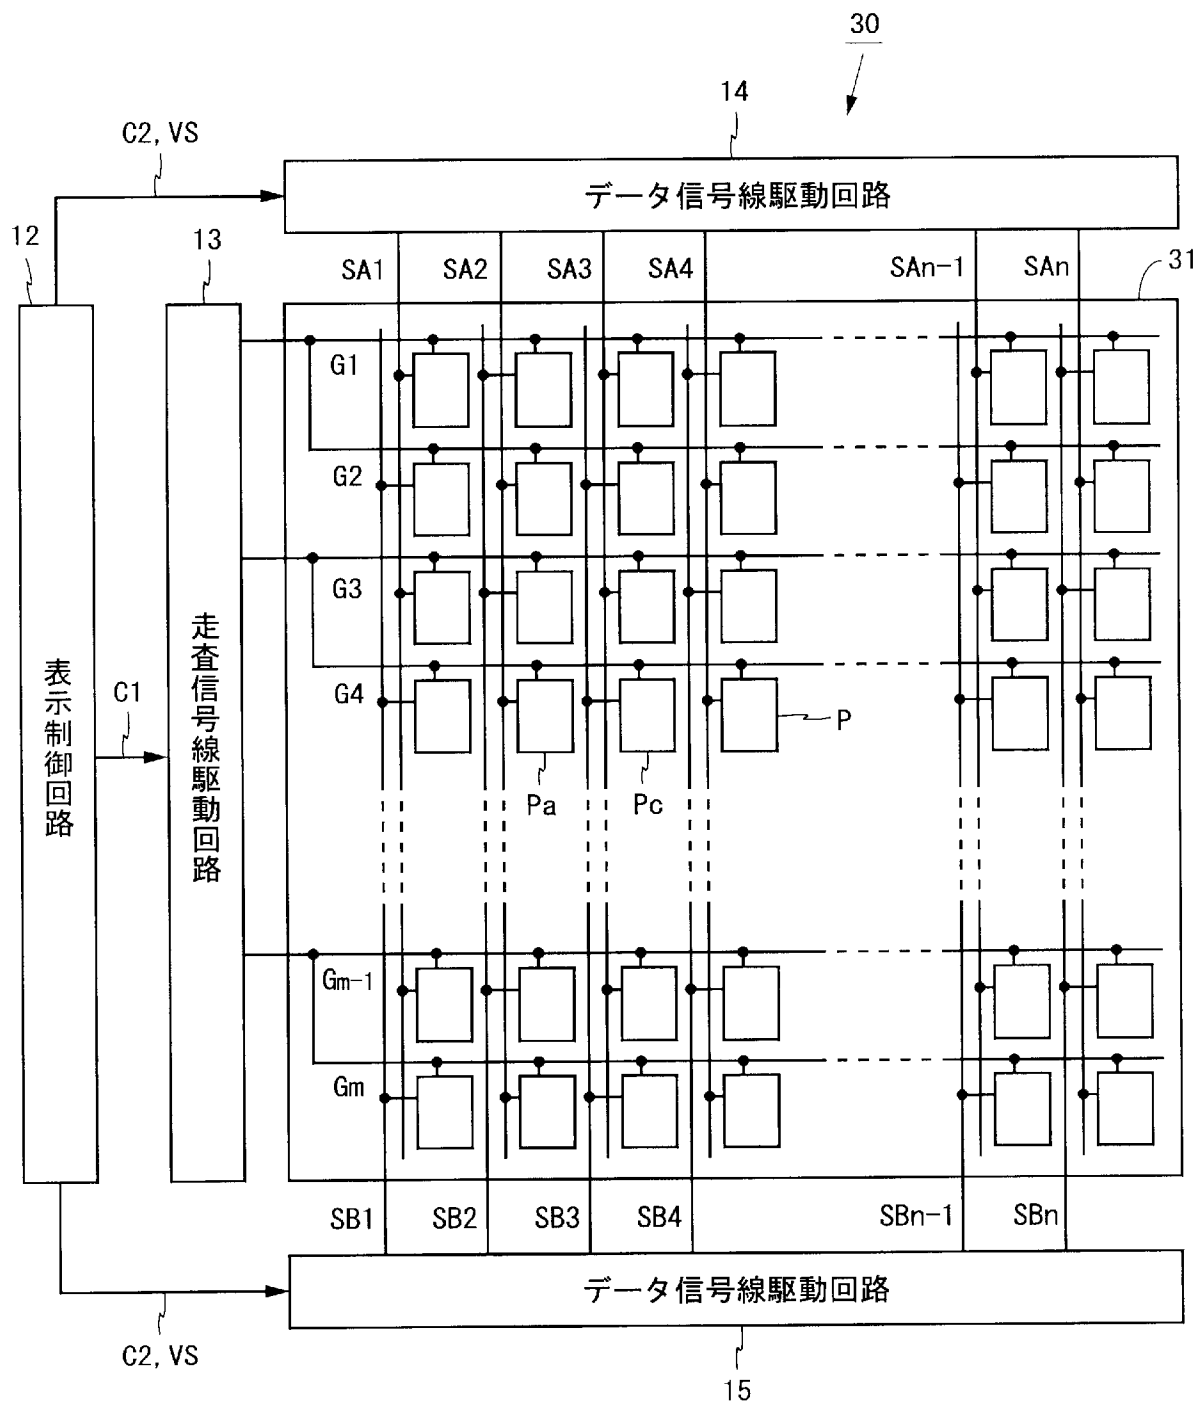 30
14
C2, VS
データ信号線駆動回路
12
13
SA1
SA2
SA3
SA4
SAn-1
SAn
31
G1
G2
G3
G4
P
Pa
Pc
表示制御回路
C1
走査信号線駆動回路
Gm-1
Gm
SB1
SB2
SB3
SB4
SBn-1
SBn
データ信号線駆動回路
C2, VS
15